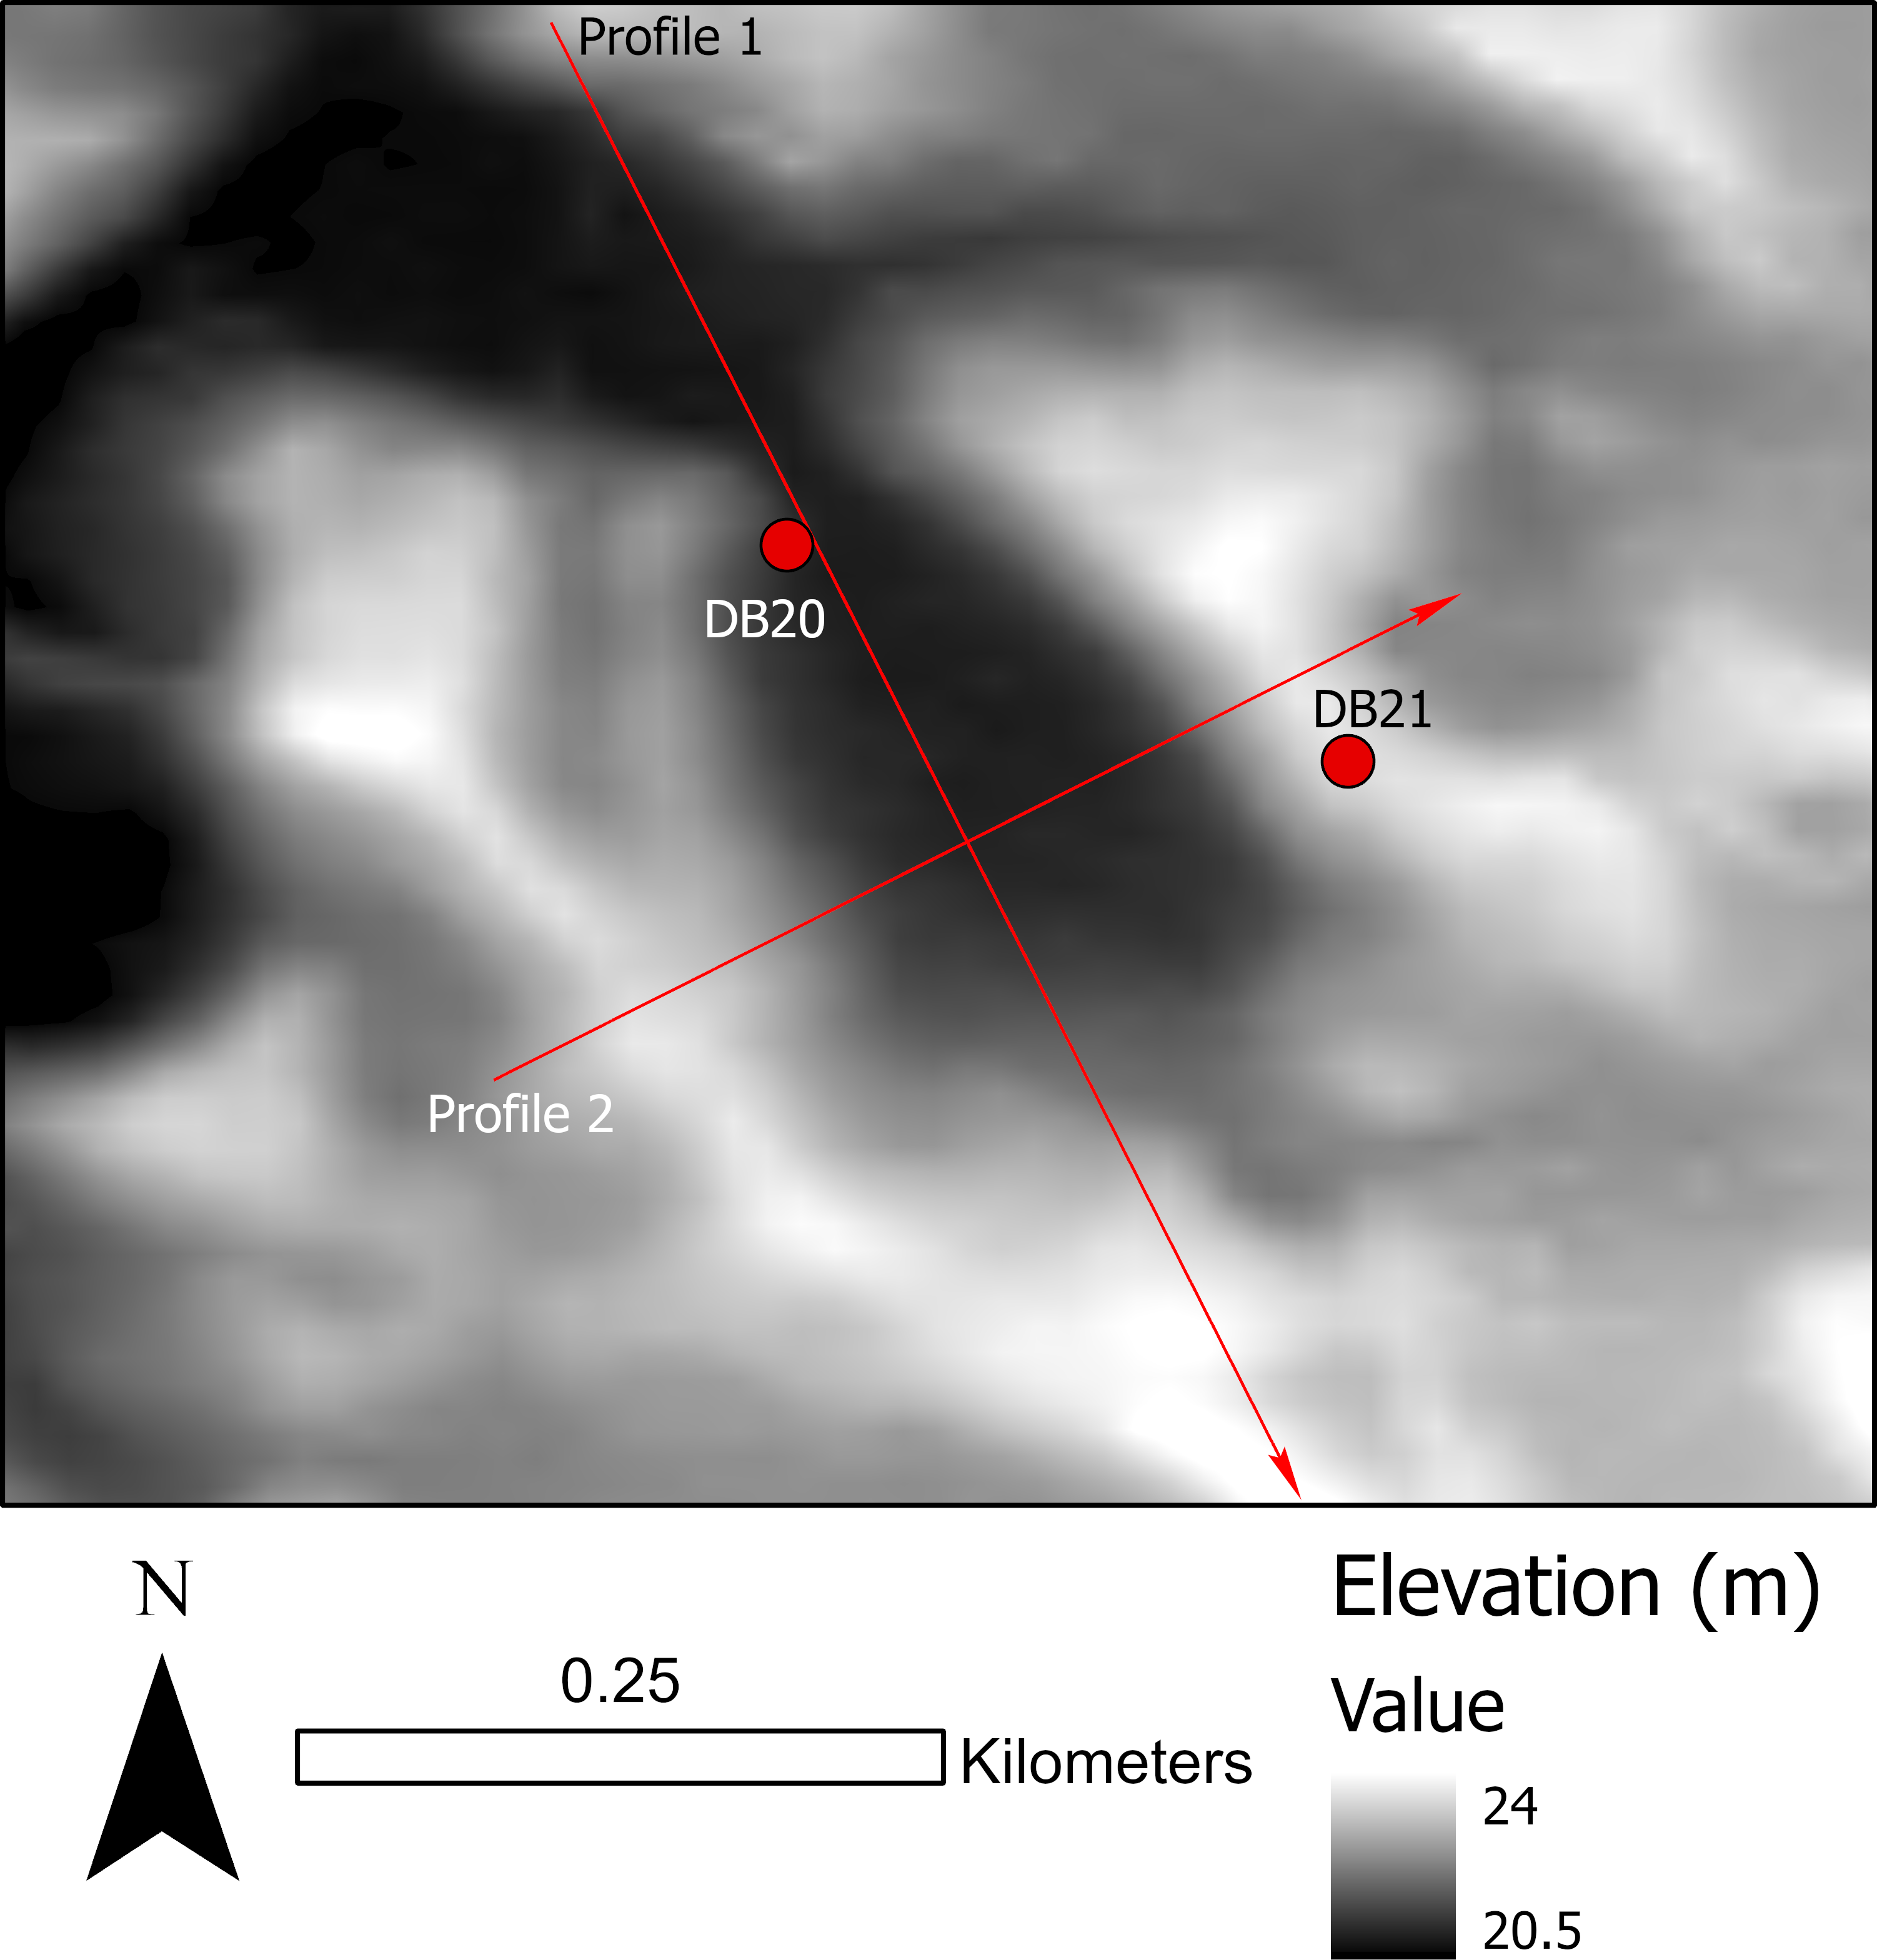 Profile 1
DB20
DB21
Profile 2
N
0.25
Kilometers
Elevation (m)
Value
24
20.5